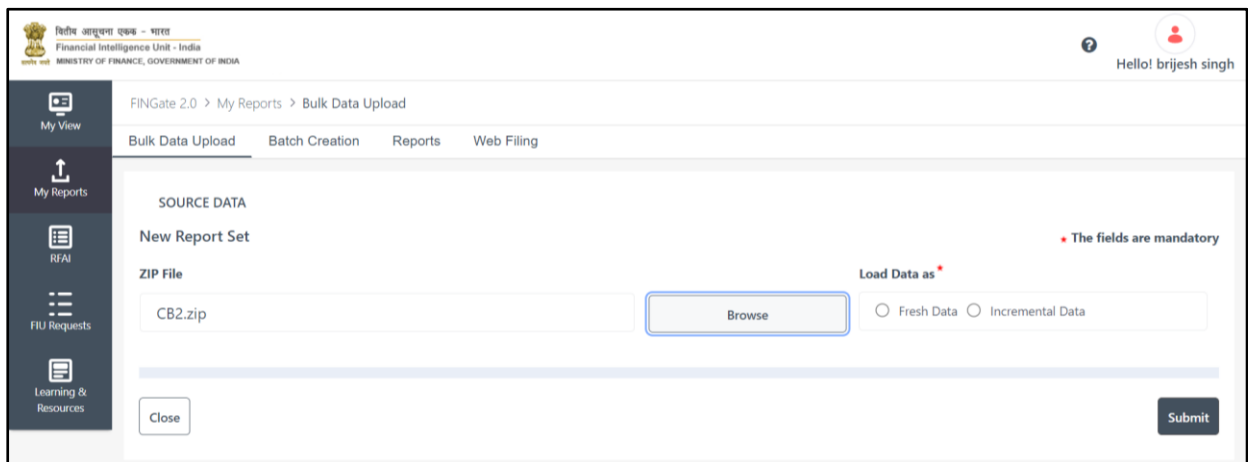 वित्तीय आसूचना एकक - भारत
Financial Intelligence Unit - India
MINISTRY OF FINANCE, GOVERNMENT OF INDIA
Hello! brijesh singh
My View
My Reports
RFAI
FIU Requests
Learning &
Resources
FINGate 2.0 > My Reports > Bulk Data Upload
Bulk Data Upload Batch Creation Reports Web Filing
SOURCE DATA
New Report Set
* The fields are mandatory
ZIP File
Load Data as *
CB2.zip
Browse
Fresh Data Incremental Data
Close
Submit